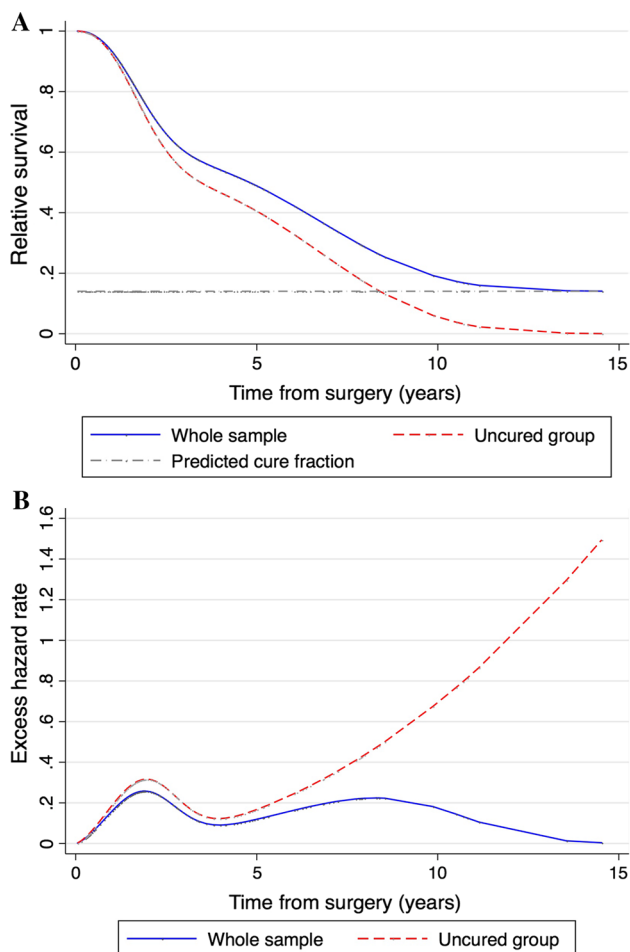 A
1
.8
.6
.4
.2
0
Relative survival
0 5 10 15
Time from surgery (years)
Whole sample Uncured group
Predicted cure fraction
B
1.6
1.4
1.2
1
.8
.6
.4
.2
0
Excess hazard rate
0 5 10 15
Time from surgery (years)
Whole sample Uncured group